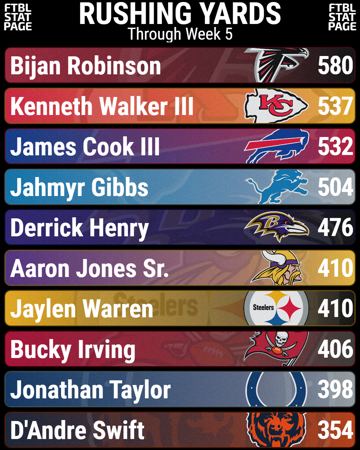 FTBL
STAT
PAGE
RUSHING YARDS
Through Week 5
FTBL
STAT
PAGE
Bijan Robinson 580
Kenneth Walker III KC 537
James Cook III 532
Jahmyr Gibbs 504
Derrick Henry B 476
Aaron Jones Sr. 410
Jaylen Warren Steelers 410
Bucky Irving 406
Jonathan Taylor 398
D'Andre Swift 354